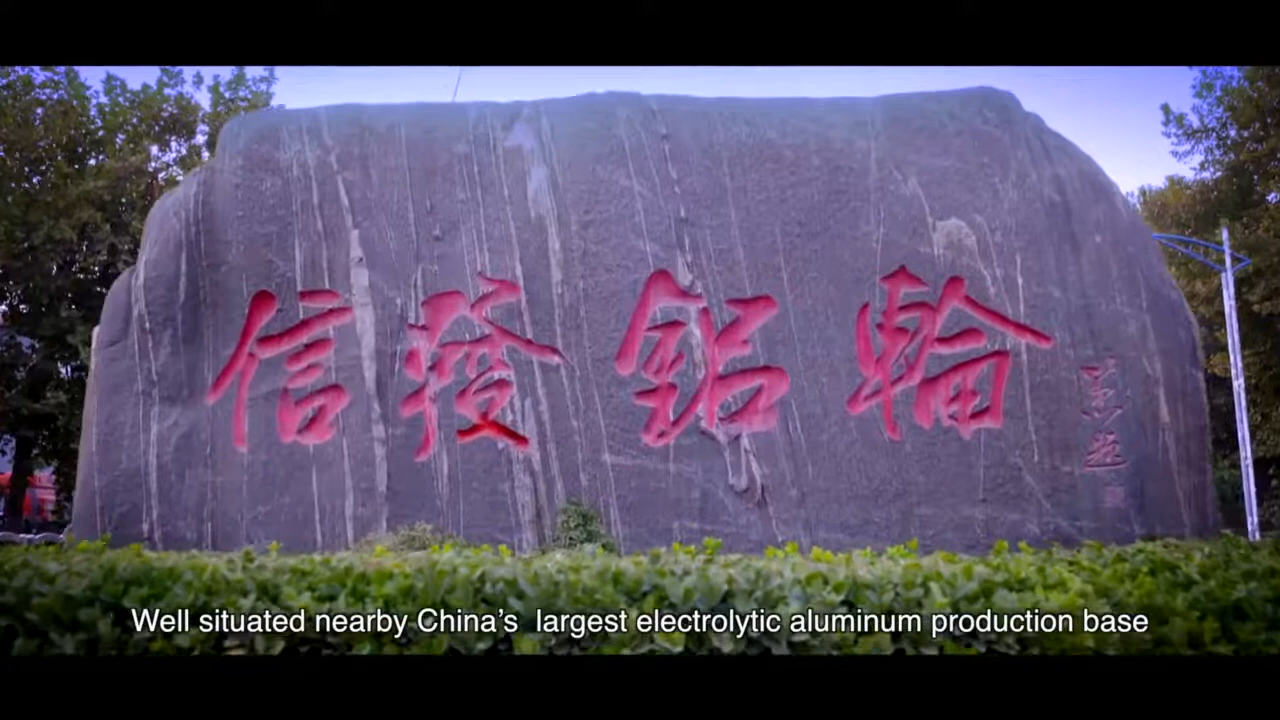 信發鋁輪
Well situated nearby China's largest electrolytic aluminum production base